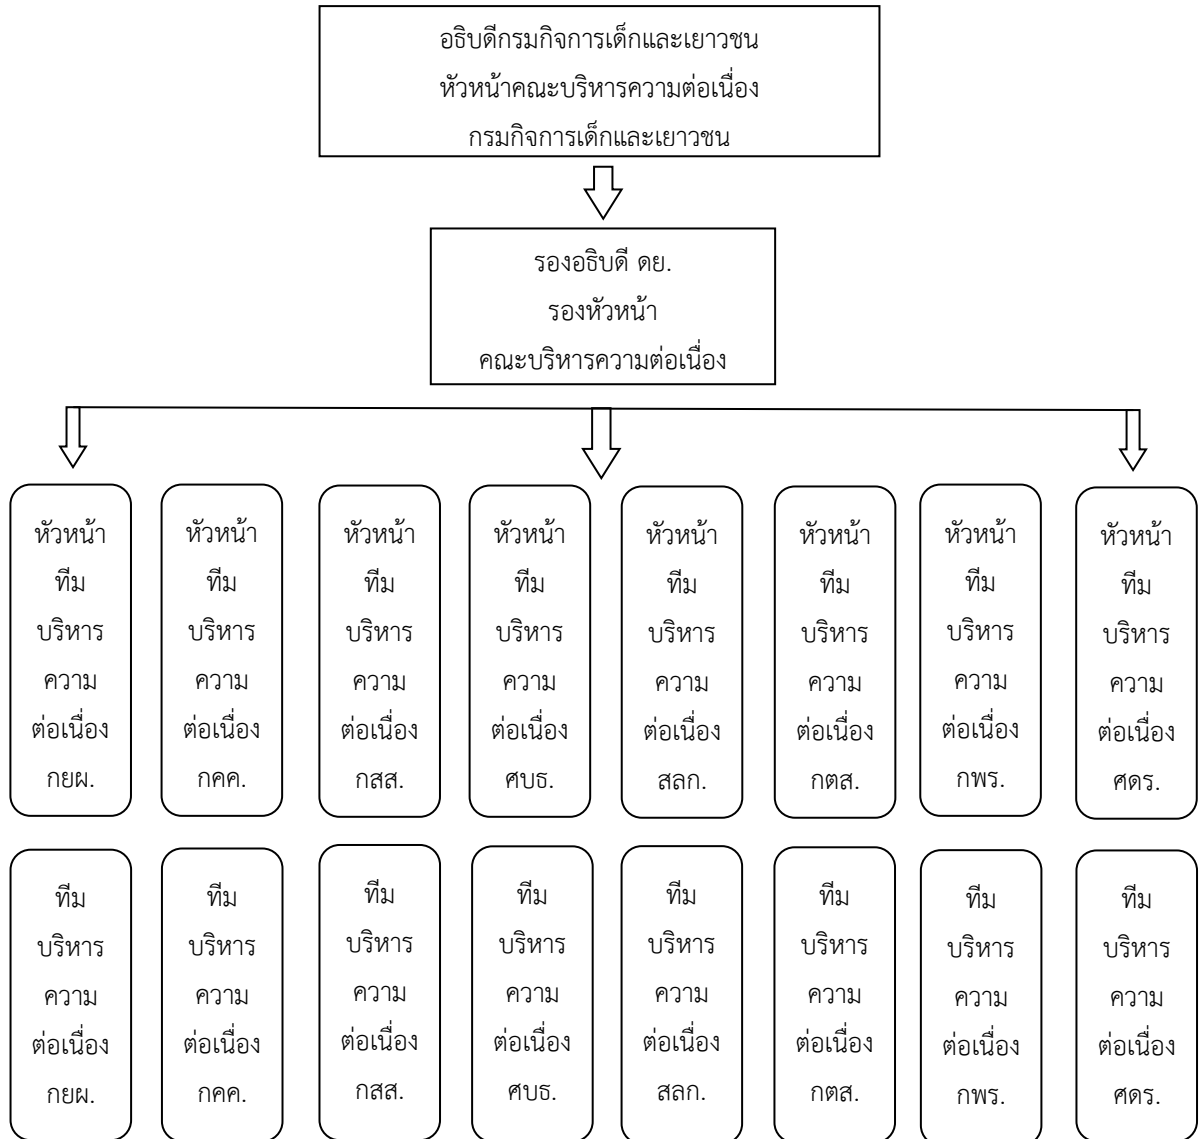 อธิบดีกรมกิจการเด็กและเยาวชน
หัวหน้าคณะบริหารความต่อเนื่อง
กรมกิจการเด็กและเยาวชน
รองอธิบดี ดย.
รองหัวหน้า
คณะบริหารความต่อเนื่อง
หัวหน้า
ทีม
บริหาร
ความ
ต่อเนื่อง
กยผ.
หัวหน้า
ทีม
บริหาร
ความ
ต่อเนื่อง
กคค.
หัวหน้า
ทีม
บริหาร
ความ
ต่อเนื่อง
กสส.
หัวหน้า
ทีม
บริหาร
ความ
ต่อเนื่อง
ศบธ.
หัวหน้า
ทีม
บริหาร
ความ
ต่อเนื่อง
สลก.
หัวหน้า
ทีม
บริหาร
ความ
ต่อเนื่อง
กตส.
หัวหน้า
ทีม
บริหาร
ความ
ต่อเนื่อง
กพร.
หัวหน้า
ทีม
บริหาร
ความ
ต่อเนื่อง
ศดร.
ทีม
บริหาร
ความ
ต่อเนื่อง
กยผ.
ทีม
บริหาร
ความ
ต่อเนื่อง
กคค.
ทีม
บริหาร
ความ
ต่อเนื่อง
กสส.
ทีม
บริหาร
ความ
ต่อเนื่อง
ศบธ.
ทีม
บริหาร
ความ
ต่อเนื่อง
สลก.
ทีม
บริหาร
ความ
ต่อเนื่อง
กตส.
ทีม
บริหาร
ความ
ต่อเนื่อง
กพร.
ทีม
บริหาร
ความ
ต่อเนื่อง
ศดร.